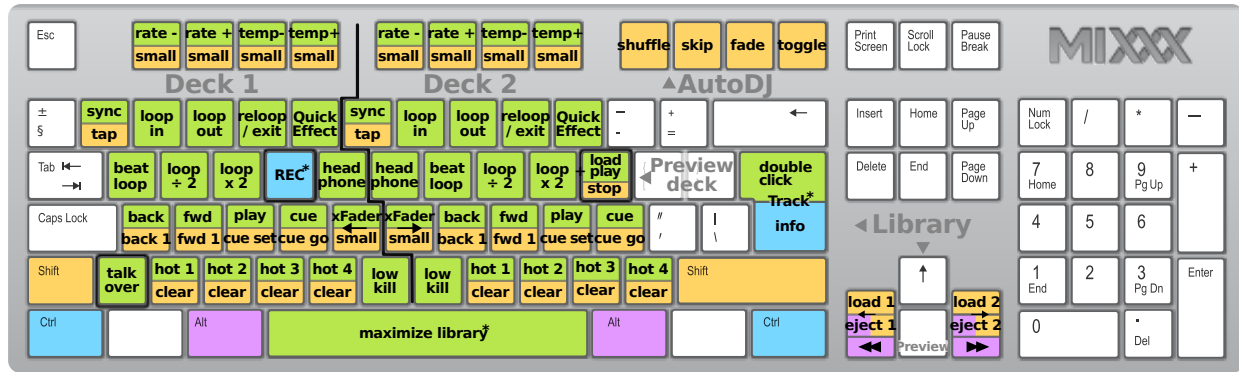 Esc
rate - rate + temp- temp+
small small small small
rate - rate + temp- temp+
small small small small
shuffle skip fade toggle
Print Screen
Scroll Lock
Pause Break
MIXXX
Deck 1
Deck 2
▲AutoDJ
± §
sync tap
loop in
loop out
reloop / exit
Quick Effect
sync tap
loop in
loop out
reloop / exit
Quick Effect
— -
+ =
←
Insert
Home
Page Up
Num Lock
/
*
—
Tab
beat loop
loop ÷ 2
loop x 2
REC*
head phone
head phone
beat loop
loop ÷ 2
loop x 2
load + play
stop
◀Preview deck
double click
Track* info
Delete
End
Page Down
7 Home
8
9 Pg Up
+
Caps Lock
back
back 1
fwd
fwd 1
play
cue set
cue
cue go
xFader
← small
xFader
→ small
back
back 1
fwd
fwd 1
play
cue set
cue
cue go
" '
| \
◀Library
▼
4
5
6
Shift
talk over
hot 1
clear
hot 2
clear
hot 3
clear
hot 4
clear
low kill
low kill
hot 1
clear
hot 2
clear
hot 3
clear
hot 4
clear
Shift
↑
1 End
2
3 Pg Dn
Enter
Ctrl
Alt
maximize library*
Alt
Ctrl
load 1
←
eject 1
◀◀
Preview
load 2
→
eject 2
▶▶
0
. Del